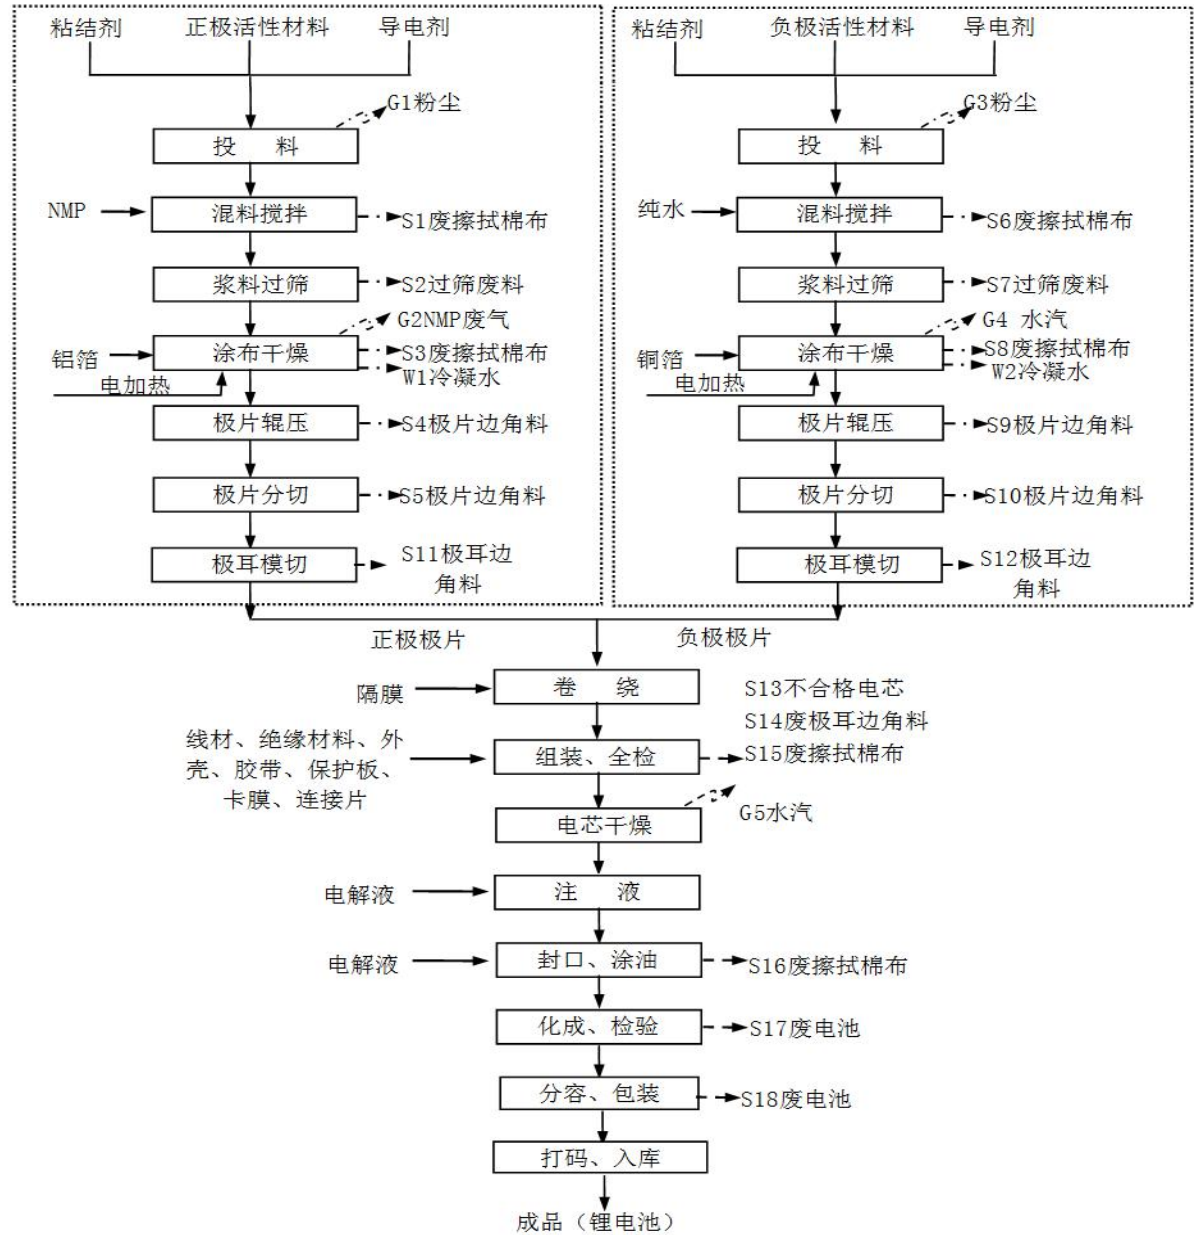 粘结剂
正极活性材料
导电剂
G1粉尘
投 料
NMP
混料搅拌
S1废擦拭棉布
浆料过筛
S2过筛废料
G2NMP废气
铝箔
涂布干燥
S3废擦拭棉布
W1冷凝水
电加热
极片辊压
S4极片边角料
极片分切
S5极片边角料
极耳模切
S11极耳边
角料
粘结剂
负极活性材料
导电剂
G3粉尘
投 料
纯水
混料搅拌
S6废擦拭棉布
浆料过筛
S7过筛废料
G4 水汽
铜箔
涂布干燥
S8废擦拭棉布
W2冷凝水
电加热
极片辊压
S9极片边角料
极片分切
S10极片边角料
极耳模切
S12极耳边
角料
正极极片
负极极片
隔膜
卷 绕
S13不合格电芯
S14废极耳边角料
S15废擦拭棉布
线材、绝缘材料、外
壳、胶带、保护板、
卡膜、连接片
组装、全检
G5水汽
电芯干燥
电解液
注 液
电解液
封口、涂油
S16废擦拭棉布
化成、检验
S17废电池
分容、包装
S18废电池
打码、入库
成品（锂电池）